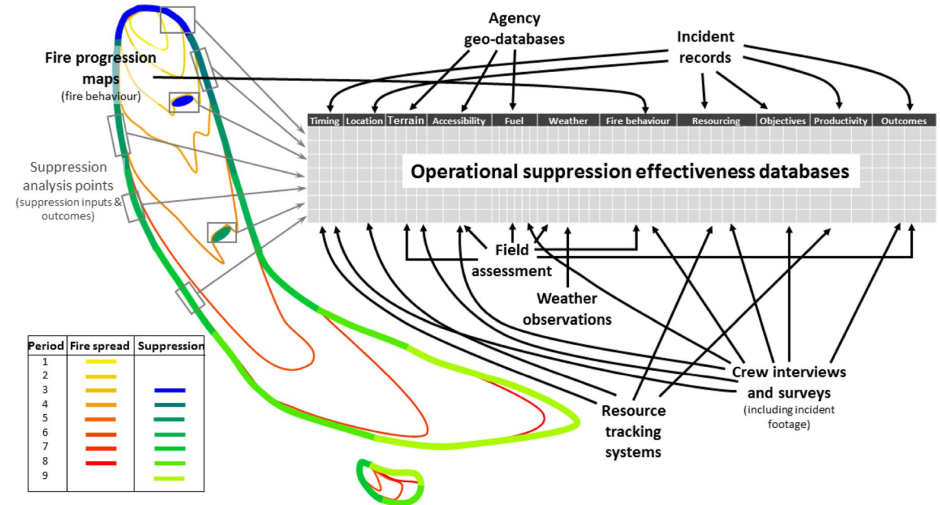 Agency
geo-databases
Incident
records
Fire progression
maps
(fire behaviour)
Timing Location Terrain Accessibility Fuel Weather Fire behaviour Resourcing Objectives Productivity Outcomes
Operational suppression effectiveness databases
Suppression
analysis points
(suppression inputs &
outcomes)
Field
assessment
Weather
observations
Crew interviews
and surveys
(including incident
footage)
Resource
tracking
systems
Period Fire spread Suppression
1
2
3
4
5
6
7
8
9